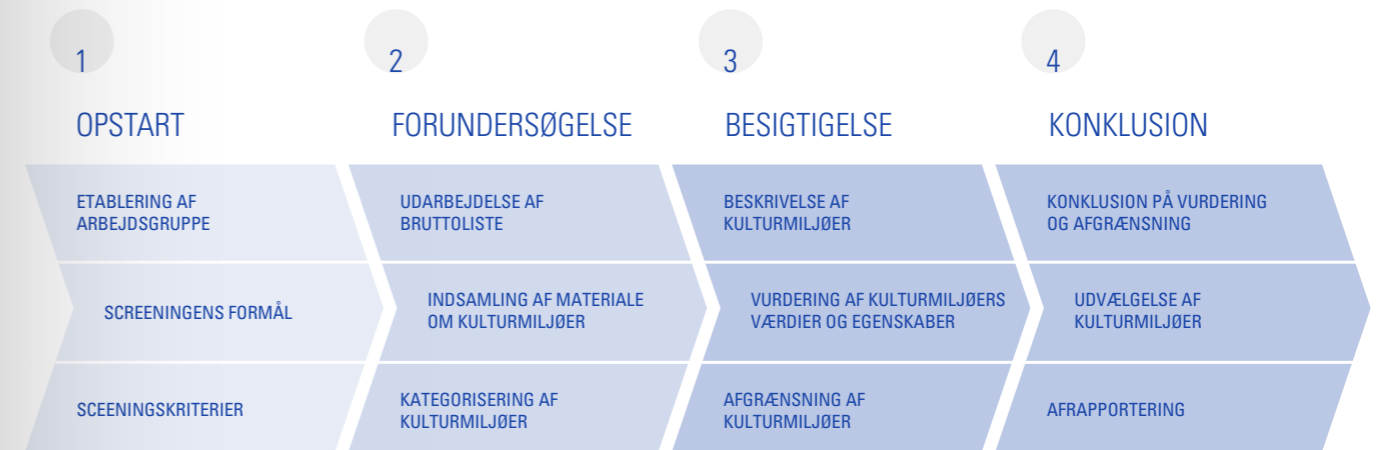 1
OPSTART
ETABLERING AF
ARBEJDSGRUPPE
SCREENINGENS FORMÅL
SCEENINGSKRITERIER
2
FORUNDERSØGELSE
UDARBEJDELSE AF
BRUTTOLISTE
INDSAMLING AF MATERIALE
OM KULTURMILJØER
KATEGORISERING AF
KULTURMILJØER
3
BESIGTIGELSE
BESKRIVELSE AF
KULTURMILJØER
VURDERING AF KULTURMILJØERS
VÆRDIER OG EGENSKABER
AFGRÆNSNING AF
KULTURMILJØER
4
KONKLUSION
KONKLUSION PÅ VURDERING
OG AFGRÆNSNING
UDVÆLGELSE AF
KULTURMILJØER
AFRAPPORTERING